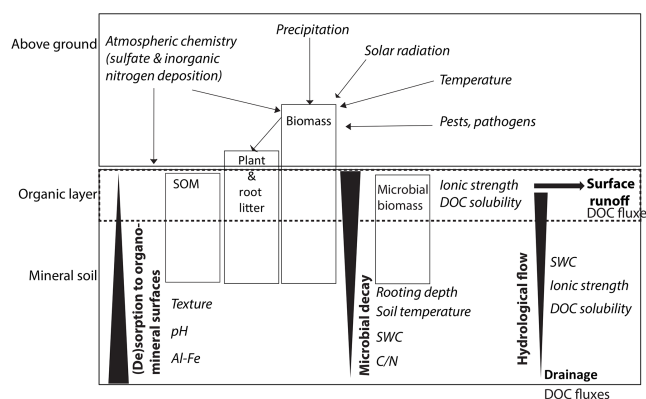 Above ground
Atmospheric chemistry
(sulfate & inorganic
nitrogen deposition)
Precipitation
Solar radiation
Temperature
Pests, pathogens
Biomass
Plant
&
root
litter
Organic layer
SOM
Microbial
biomass
Ionic strength
DOC solubility
Surface
runoff
DOC fluxe
Mineral soil
(De)sorption to organo-
mineral surfaces
Texture
pH
Al-Fe
Microbial decay
Rooting depth
Soil temperature
SWC
C/N
Hydrological flow
SWC
Ionic strength
DOC solubility
Drainage
DOC fluxes